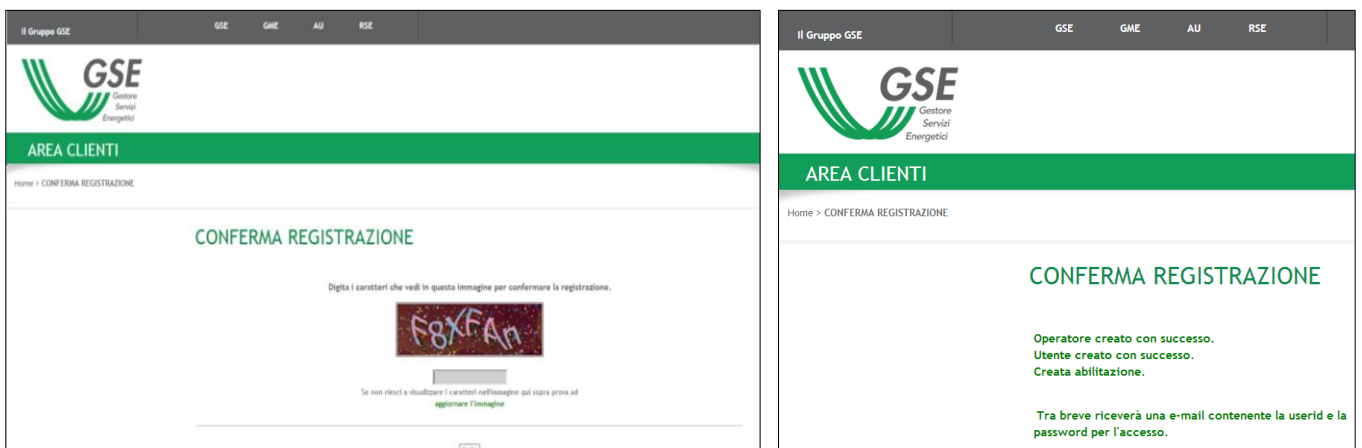 Il Gruppo GSE
GSE GME AU RSE
GSE
Gestore
Servizi
Energetici
AREA CLIENTI
Home > CONFERMA REGISTRAZIONE
CONFERMA REGISTRAZIONE
Digita i caratteri che vedi in questa immagine per confermare la registrazione.
F8XFAn
Se non riesci a visualizzare i caratteri nell'immagine qui sopra prova ad
aggiornare l'immagine
Il Gruppo GSE
GSE GME AU RSE
GSE
Gestore
Servizi
Energetici
AREA CLIENTI
Home > CONFERMA REGISTRAZIONE
CONFERMA REGISTRAZIONE
Operatore creato con successo.
Utente creato con successo.
Creata abilitazione.
Tra breve riceverà una e-mail contenente la userid e la
password per l'accesso.